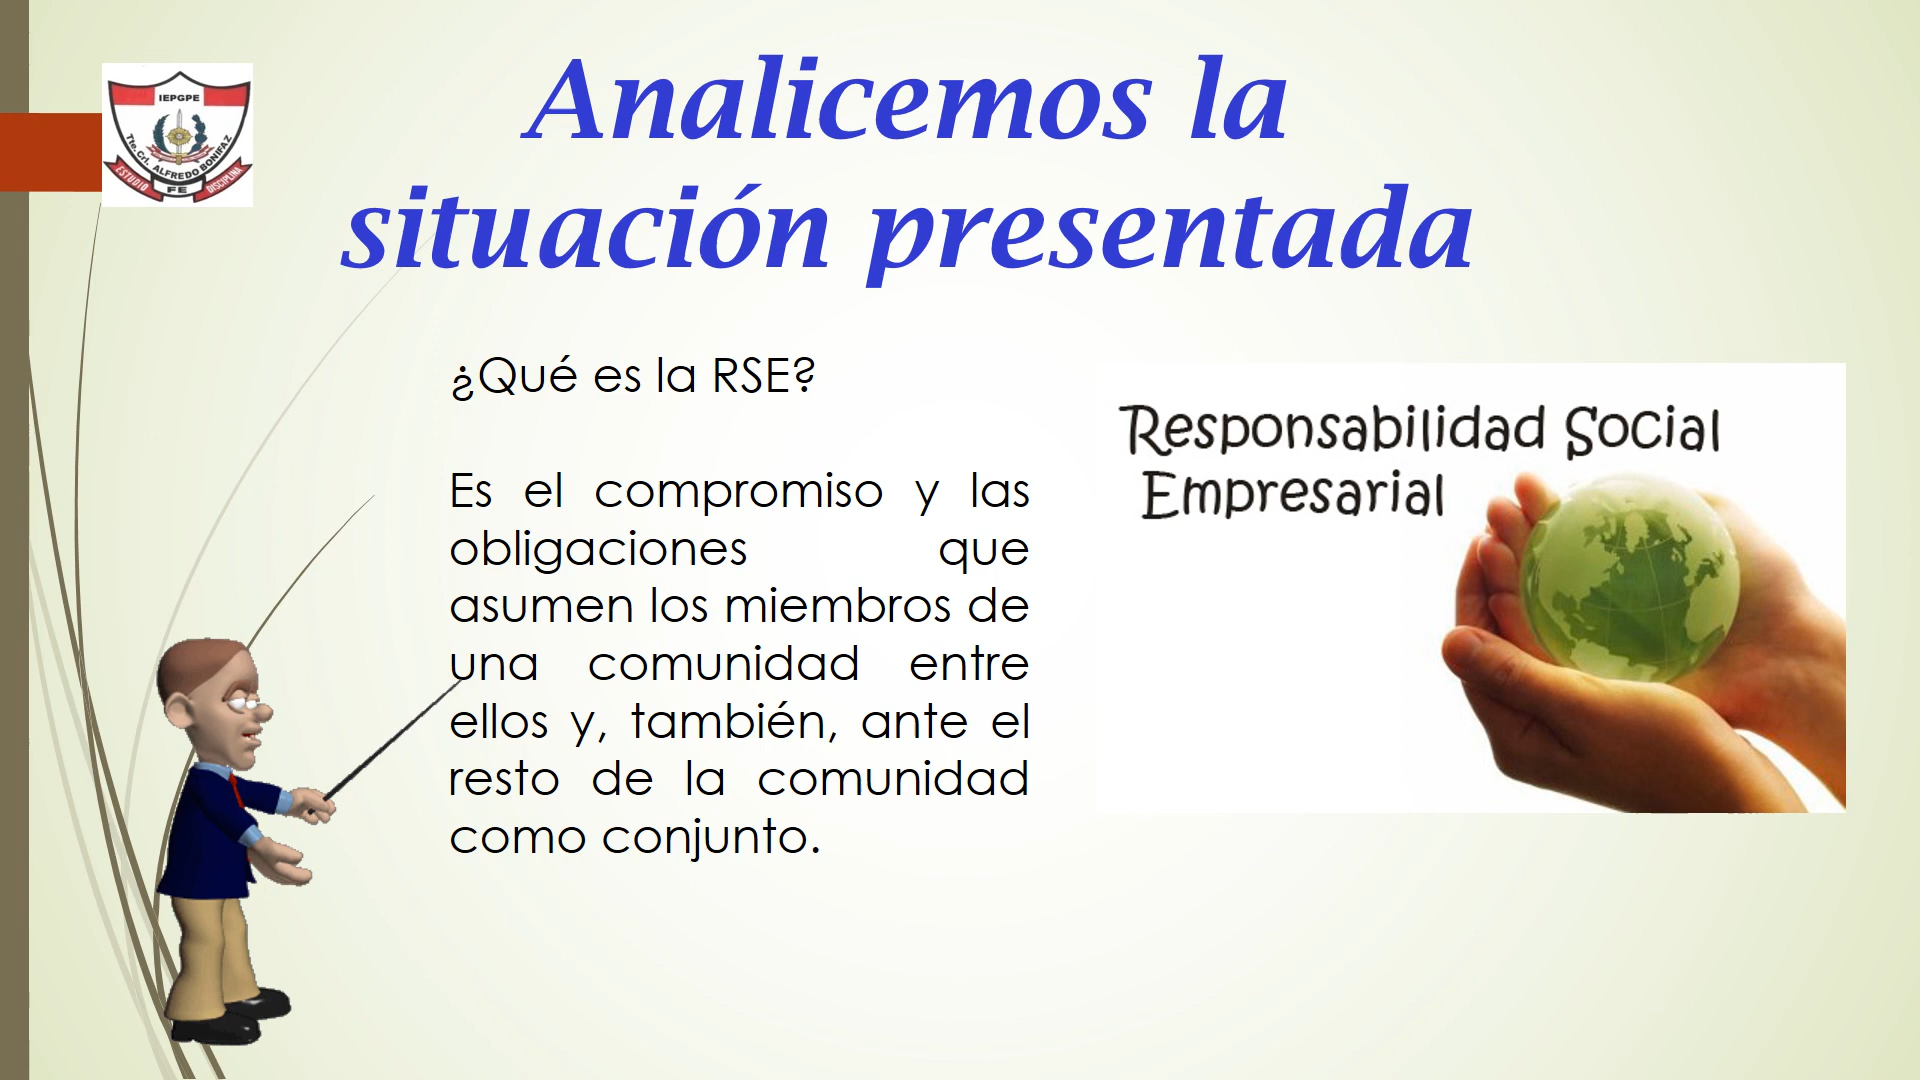 IEPGPE
Tte. Crl. ALFREDO BONIFAZ
ESTUDIO FE DISCIPLINA
Analicemos la
situación presentada
¿Qué es la RSE?
Es el compromiso y las
obligaciones que
asumen los miembros de
una comunidad entre
ellos y, también, ante el
resto de la comunidad
como conjunto.
Responsabilidad Social
Empresarial